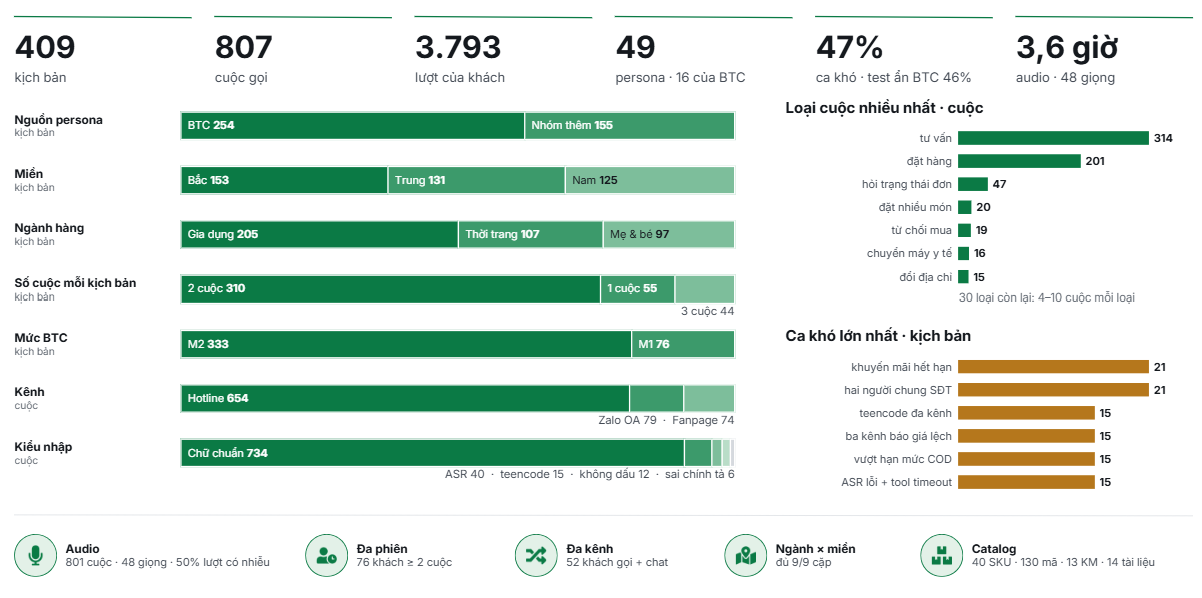 409
kịch bản
807
cuộc gọi
3.793
lượt của khách
49
persona · 16 của BTC
47%
ca khó · test ẩn BTC 46%
3,6 giờ
audio · 48 giọng
Nguồn persona
kịch bản
BTC 254
Nhóm thêm 155
Miền
kịch bản
Bắc 153
Trung 131
Nam 125
Ngành hàng
kịch bản
Gia dụng 205
Thời trang 107
Mẹ & bé 97
Số cuộc mỗi kịch bản
kịch bản
2 cuộc 310
1 cuộc 55
3 cuộc 44
Mức BTC
kịch bản
M2 333
M1 76
Kênh
cuộc
Hotline 654
Zalo OA 79 · Fanpage 74
Kiểu nhập
cuộc
Chữ chuẩn 734
ASR 40 · teencode 15 · không dấu 12 · sai chính tả 6
Loại cuộc nhiều nhất · cuộc
tư vấn 314
đặt hàng 201
hỏi trạng thái đơn 47
đặt nhiều món 20
từ chối mua 19
chuyển máy y tế 16
đổi địa chỉ 15
30 loại còn lại: 4–10 cuộc mỗi loại
Ca khó lớn nhất · kịch bản
khuyến mãi hết hạn 21
hai người chung SĐT 21
teencode đa kênh 15
ba kênh báo giá lệch 15
vượt hạn mức COD 15
ASR lỗi + tool timeout 15
Audio
801 cuộc · 48 giọng · 50% lượt có nhiễu
Đa phiên
76 khách ≥ 2 cuộc
Đa kênh
52 khách gọi + chat
Ngành × miền
đủ 9/9 cặp
Catalog
40 SKU · 130 mã · 13 KM · 14 tài liệu